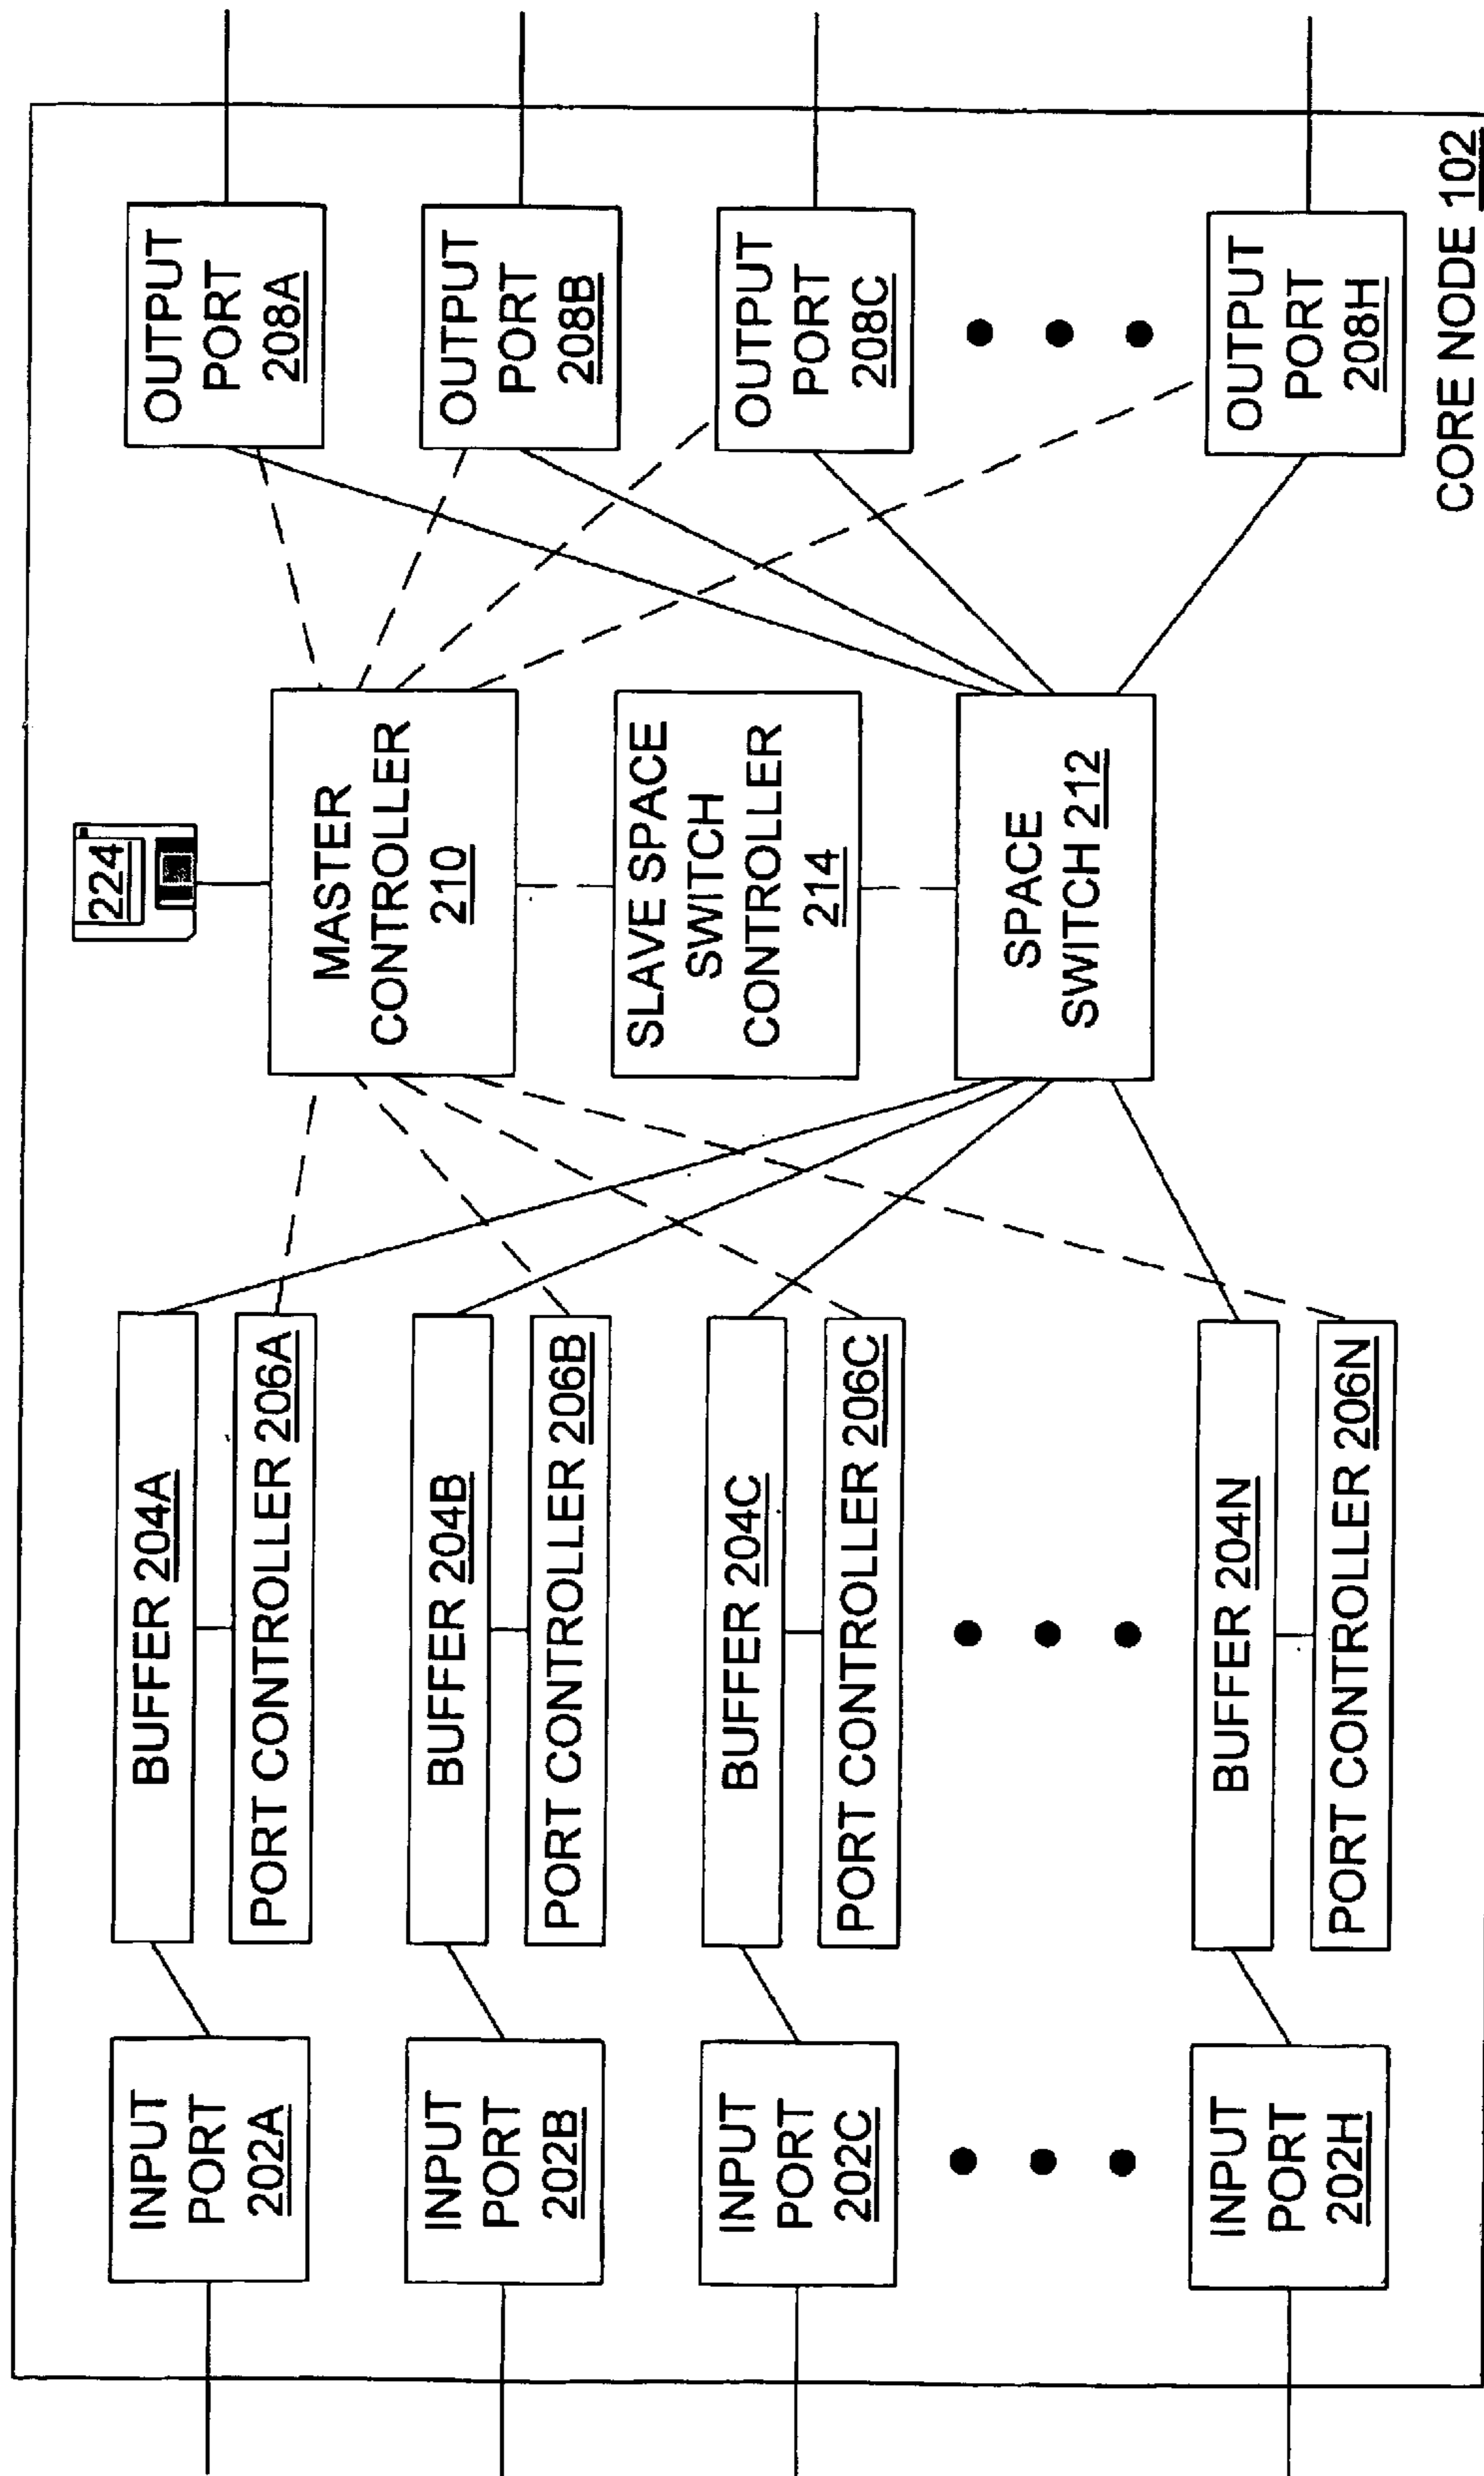 INPUT
PORT
202A
INPUT
PORT
202B
INPUT
PORT
202C
INPUT
PORT
202H
BUFFER 204A
PORT CONTROLLER 206A
BUFFER 204B
PORT CONTROLLER 206B
BUFFER 204C
PORT CONTROLLER 206C
BUFFER 204N
PORT CONTROLLER 206N
224
MASTER
CONTROLLER
210
SLAVE SPACE
SWITCH
CONTROLLER
214
SPACE
SWITCH 212
OUTPUT
PORT
208A
OUTPUT
PORT
208B
OUTPUT
PORT
208C
OUTPUT
PORT
208H
CORE NODE 102